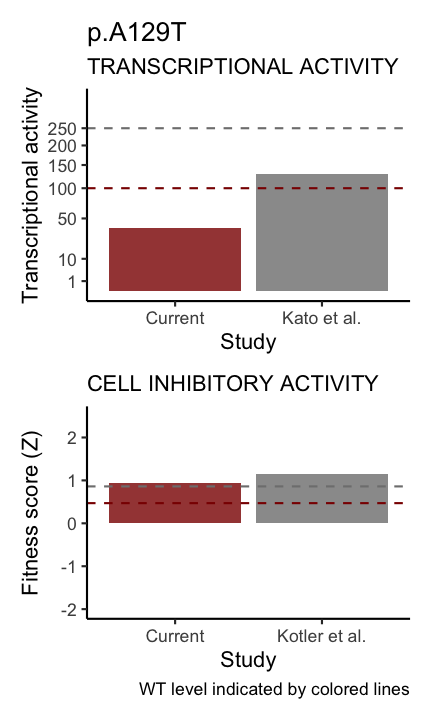 p.A129T
TRANSCRIPTIONAL ACTIVITY
Transcriptional activity
250
200
150
100
50
10
1
Current
Kato et al.
Study
CELL INHIBITORY ACTIVITY
Fitness score (Z)
2
1
0
-1
-2
Current
Kotler et al.
Study
WT level indicated by colored lines